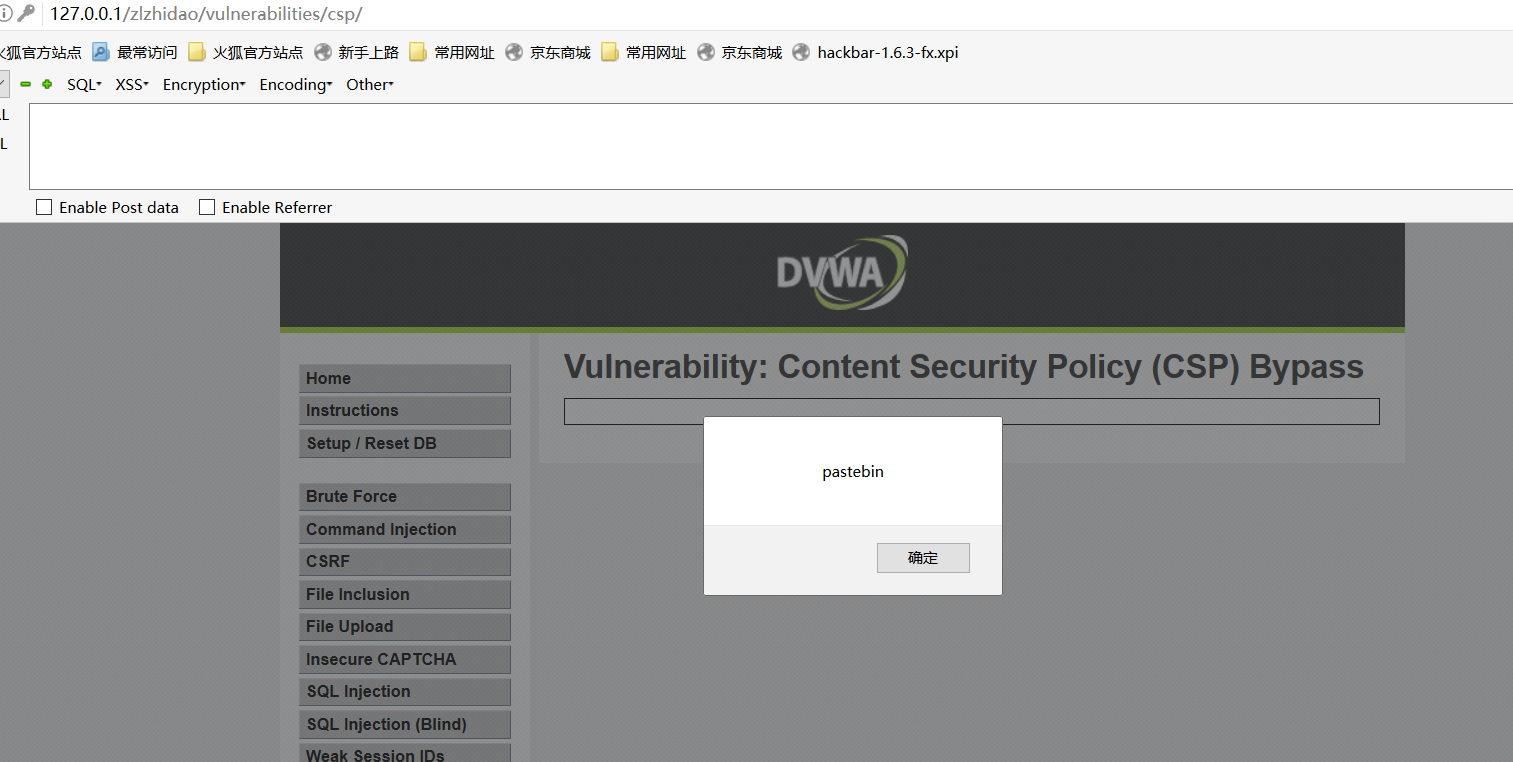 127.0.0.1/zlzhidao/vulnerabilities/csp/
火狐官方站点 最常访问 火狐官方站点 新手上路 常用网址 京东商城 常用网址 京东商城 hackbar-1.6.3-fx.xpi
SQL XSS Encryption Encoding Other
L
L
Enable Post data Enable Referrer
DVWA
Vulnerability: Content Security Policy (CSP) Bypass
Home
Instructions
Setup / Reset DB
Brute Force
Command Injection
CSRF
File Inclusion
File Upload
Insecure CAPTCHA
SQL Injection
SQL Injection (Blind)
Weak Session IDs
pastebin
确定